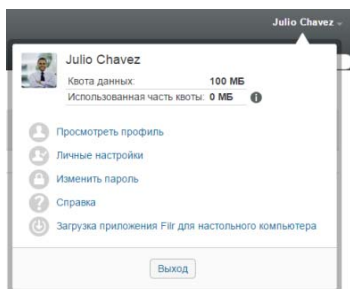 Julio Chavez
Julio Chavez
Квота данных: 100 МБ
Использованная часть квоты: 0 МБ
Просмотреть профиль
Личные настройки
Изменить пароль
Справка
Загрузка приложения Filr для настольного компьютера
Выход